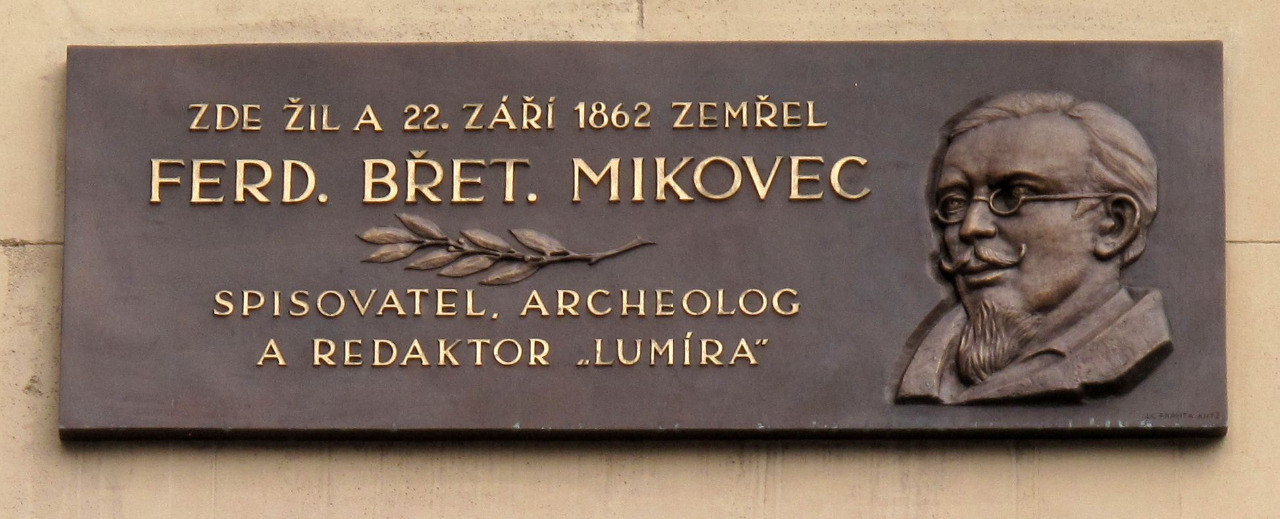 ZDE ŽIL A 22. ZÁŘÍ 1862 ZEMŘEL
FERD. BŘET. MIKOVEC
SPISOVATEL, ARCHEOLOG
A REDAKTOR „LUMÍRA“